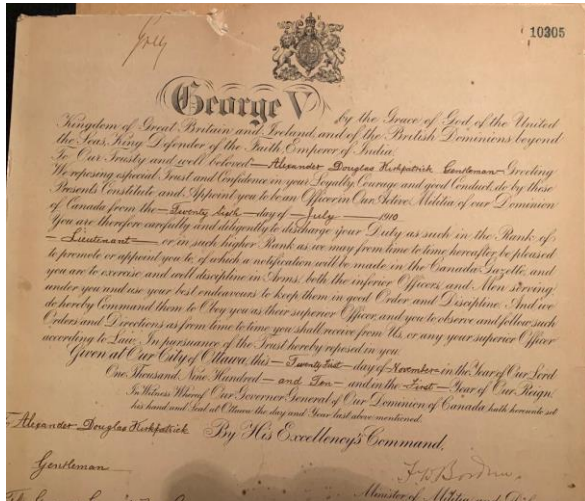 Grey
10305
George V
by the Grace of God, of the United
Kingdom of Great Britain and Ireland, and of the British Dominions beyond
the Seas, King Defender of the Faith, Emperor of India.
To Our Trusty and well beloved Alexander Douglas Kirkpatrick Gentleman Greeting
We reposing especial Trust and Confidence in your Loyalty Courage and good Conduct, do by these
Presents Constitute and Appoint you to be an Officer in Our Active Militia of our Dominion
of Canada from the Twenty sixth day of July 1910
You are therefore carefully and diligently to discharge your Duty as such in the Rank of
Lieutenant or in such higher Rank as we may from time to time hereafter be pleased
to promote or appoint you to, of which a notification will be made in the Canada Gazette, and
you are to exercise and well discipline in Arms, both the inferior Officers and Men serving
under you and use your best endeavours to keep them in good Order and Discipline. And we
do hereby Command them to Obey you as their superior Officer, and you to observe and follow such
Orders and Directions as from time to time you shall receive from Us, or any your superior Officer
according to Law, In pursuance of the Trust hereby reposed in you.
Given at Our City of Ottawa, this Twenty first day of November in the Year of Our Lord
One Thousand Nine Hundred and Ten and in the First Year of Our Reign.
In Witness Whereof Our Governor General of Our Dominion of Canada, hath hereunto set
his hand and Seal at Ottawa the day and Year last above mentioned.
Alexander Douglas Kirkpatrick
By His Excellency's Command,
Gentleman
F W Borden
Minister of Militia and